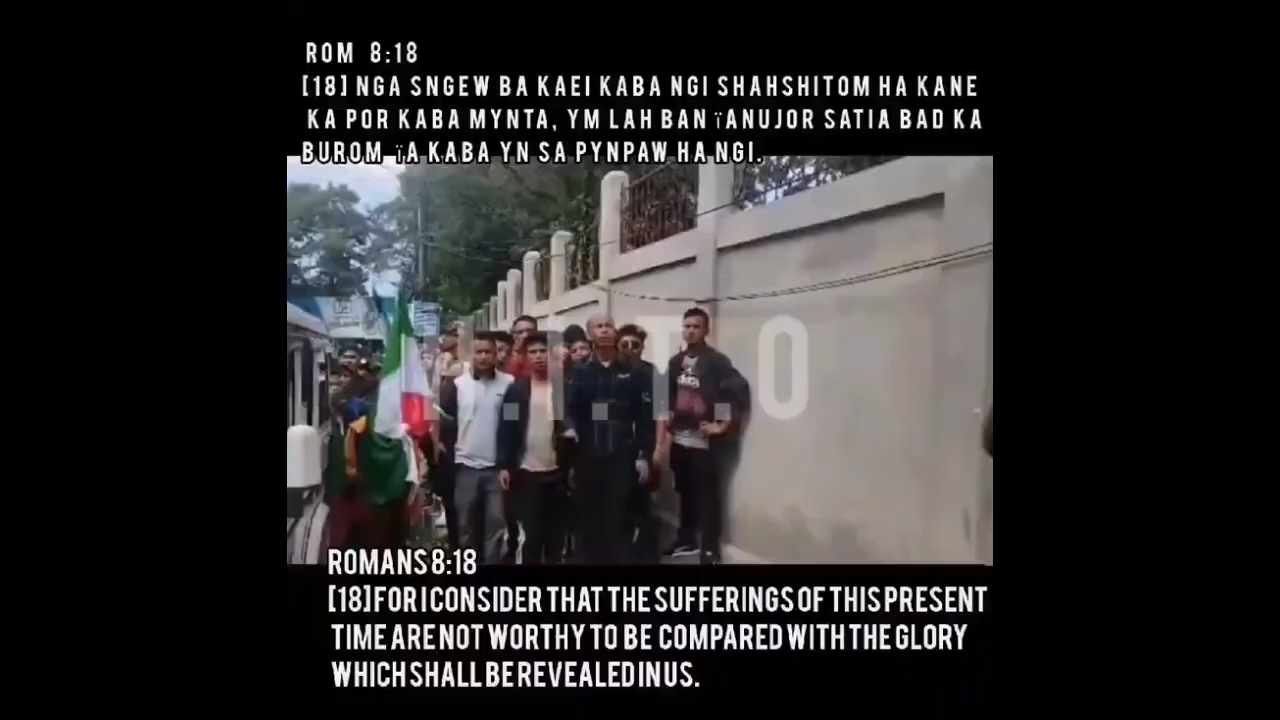 ROM 8:18
[18] NGA SNGEW BA KAEI KABA NGI SHAHSHITOM HA KANE
KA POR KABA MYNTA, YM LAH BAN ïANUJOR SATIA BAD KA
BUROM ïA KABA YN SA PYNPAW HA NGI.
ROMANS 8:18
[18]FOR I CONSIDER THAT THE SUFFERINGS OF THIS PRESENT
TIME ARE NOT WORTHY TO BE COMPARED WITH THE GLORY
WHICH SHALL BE REVEALED IN US.